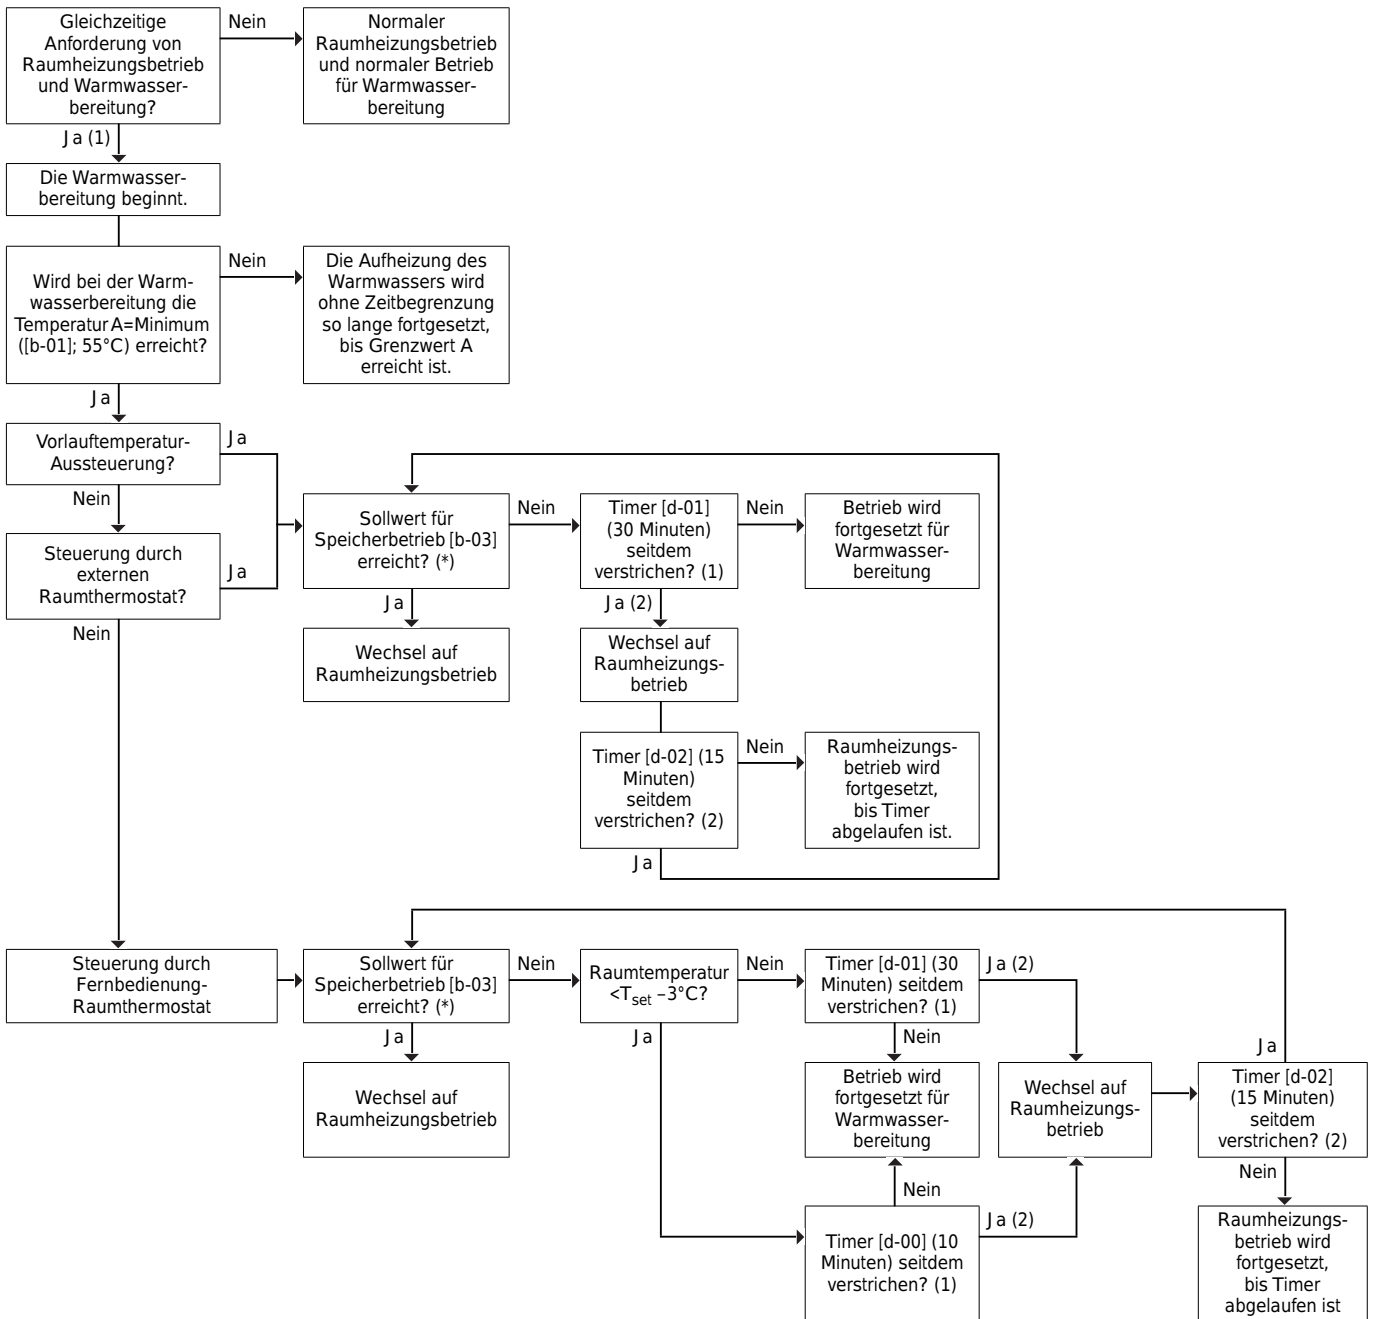 Gleichzeitige
Anforderung von
Raumheizungsbetrieb
und Warmwasser-
bereitung?
Nein
Normaler
Raumheizungsbetrieb
und normaler Betrieb
für Warmwasser-
bereitung
Ja (1)
Die Warmwasser-
bereitung beginnt.
Wird bei der Warm-
wasserbereitung die
Temperatur A=Minimum
([b-01]; 55°C) erreicht?
Nein
Die Aufheizung des
Warmwassers wird
ohne Zeitbegrenzung
so lange fortgesetzt,
bis Grenzwert A
erreicht ist.
Ja
Vorlauftemperatur-
Aussteuerung?
Ja
Nein
Steuerung durch
externen
Raumthermostat?
Ja
Nein
Sollwert für
Speicherbetrieb [b-03]
erreicht? (*)
Nein
Ja
Wechsel auf
Raumheizungsbetrieb
Timer [d-01]
(30 Minuten)
seitdem
verstrichen? (1)
Nein
Betrieb wird
fortgesetzt für
Warmwasser-
bereitung
Ja (2)
Wechsel auf
Raumheizungs-
betrieb
Timer [d-02] (15
Minuten)
seitdem
verstrichen? (2)
Nein
Raumheizungs-
betrieb wird
fortgesetzt,
bis Timer
abgelaufen ist.
Ja
Steuerung durch
Fernbedienung-
Raumthermostat
Sollwert für
Speicherbetrieb [b-03]
erreicht? (*)
Nein
Ja
Wechsel auf
Raumheizungsbetrieb
Raumtemperatur
<Tset –3°C?
Nein
Ja
Timer [d-01] (30
Minuten) seitdem
verstrichen? (1)
Ja (2)
Nein
Betrieb wird
fortgesetzt für
Warmwasser-
bereitung
Nein
Timer [d-00] (10
Minuten) seitdem
verstrichen? (1)
Ja (2)
Wechsel auf
Raumheizungs-
betrieb
Ja
Timer [d-02]
(15 Minuten)
seitdem
verstrichen? (2)
Nein
Raumheizungs-
betrieb wird
fortgesetzt,
bis Timer
abgelaufen ist